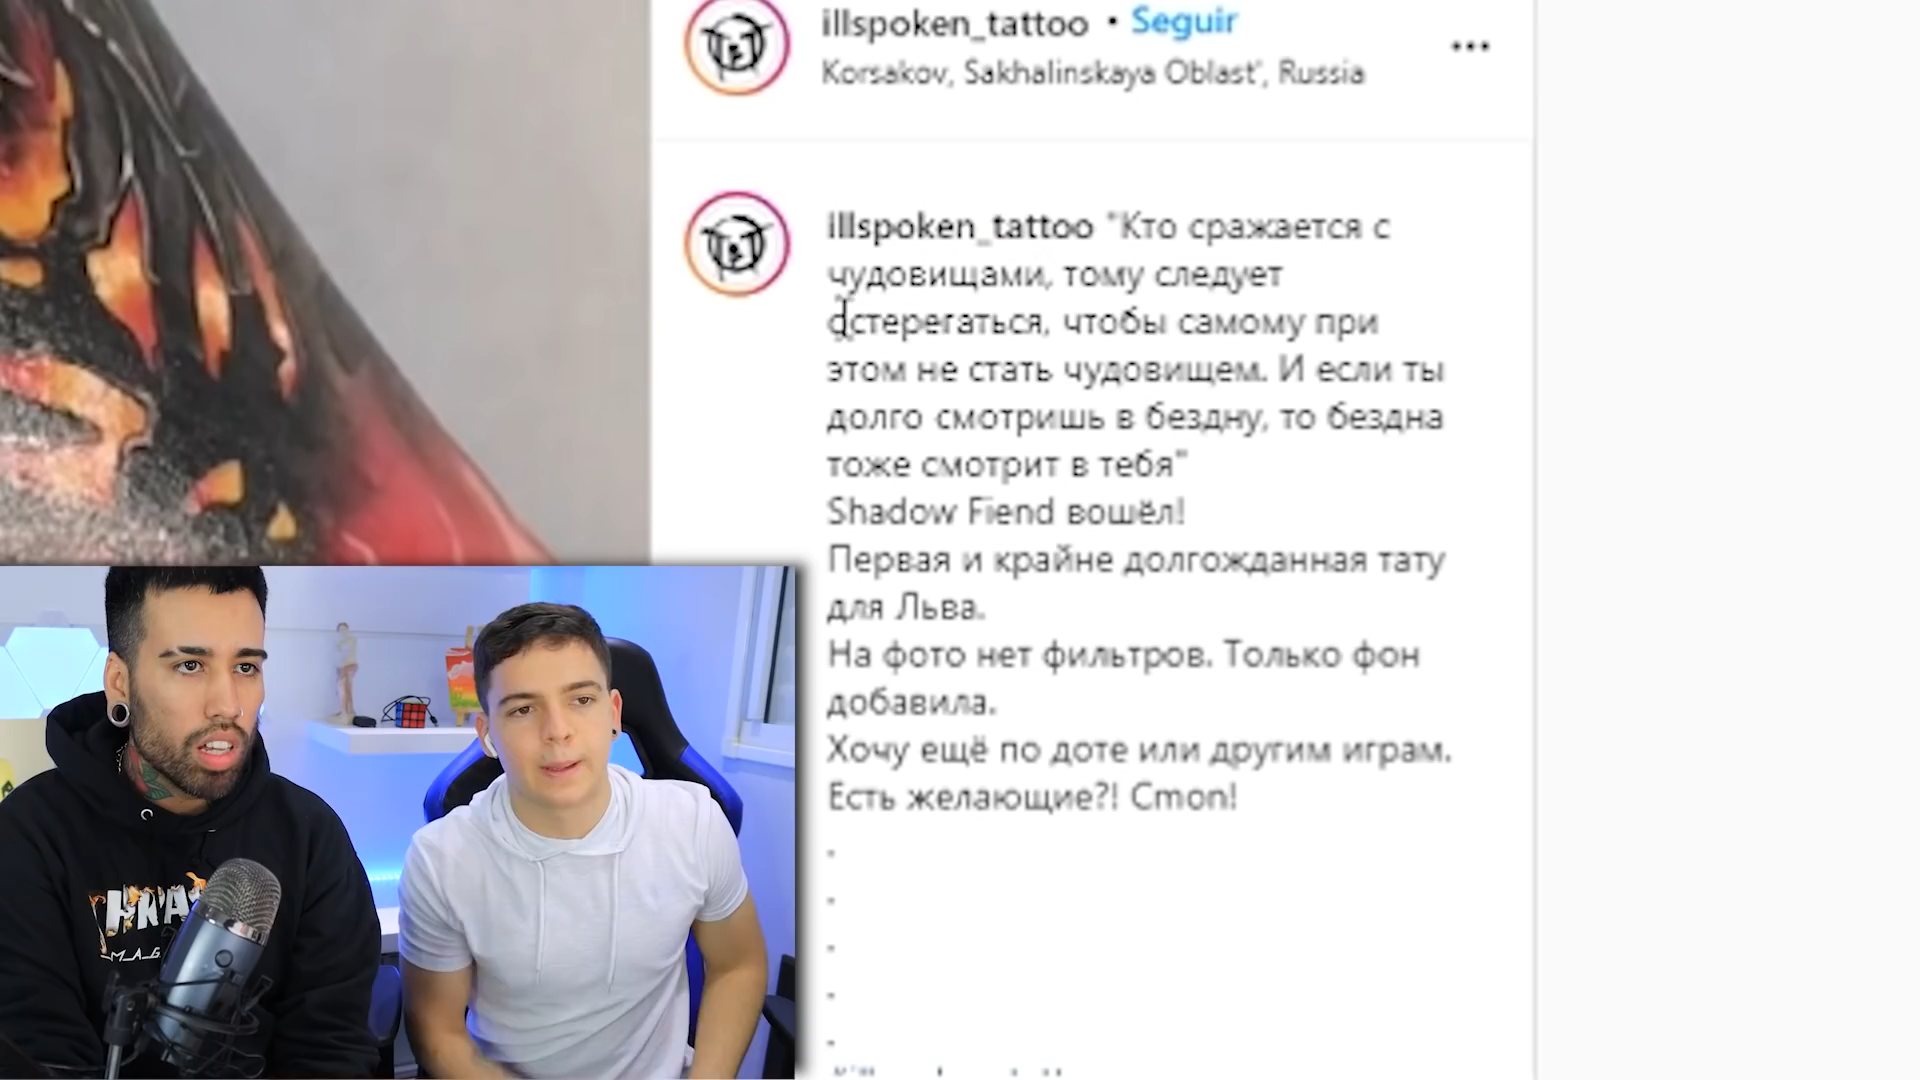 illspoken_tattoo • Seguir
Korsakov, Sakhalinskaya Oblast', Russia
illspoken_tattoo "Кто сражается с
чудовищами, тому следует
остерегаться, чтобы самому при
этом не стать чудовищем. И если ты
долго смотришь в бездну, то бездна
тоже смотрит в тебя"
Shadow Fiend вошёл!
Первая и крайне долгожданная тату
для Льва.
На фото нет фильтров. Только фон
добавила.
Хочу ещё по доте или другим играм.
Есть желающие?! Cmon!
.
.
.
.
.